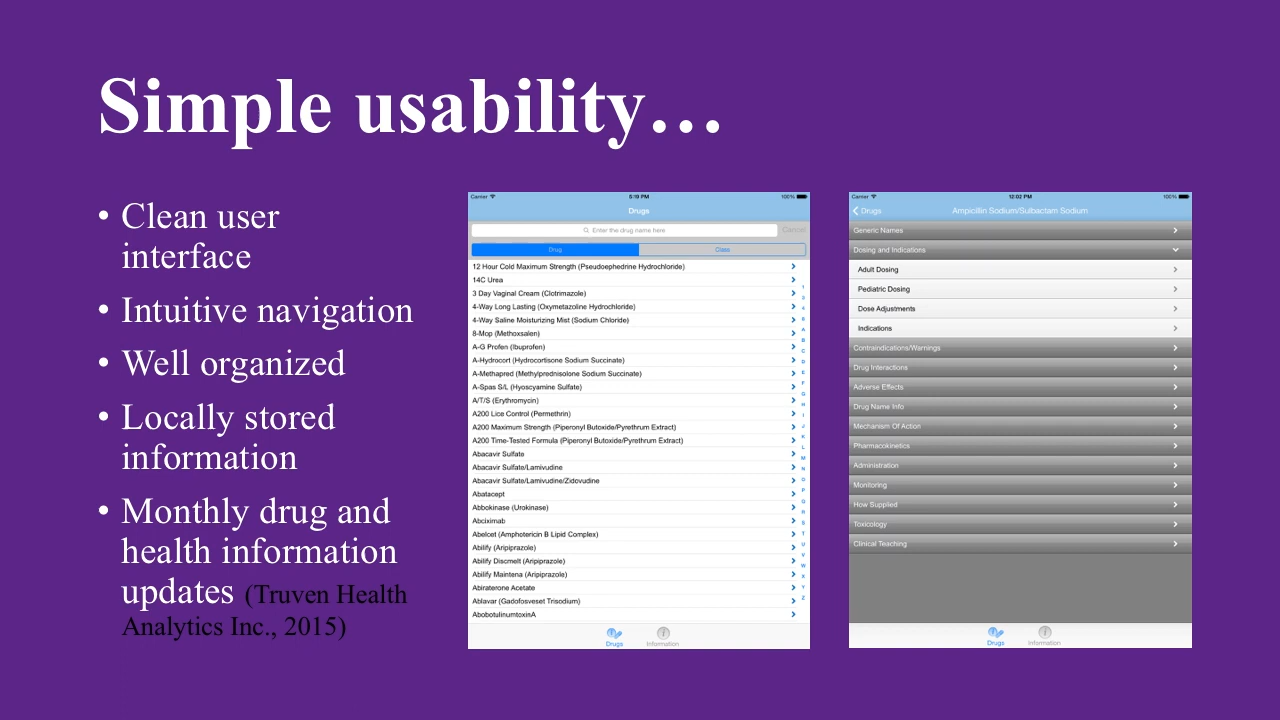 Simple usability…
• Clean user
interface
• Intuitive navigation
• Well organized
• Locally stored
information
• Monthly drug and
health information
updates (Truven Health
Analytics Inc., 2015)
Carrier 5:19 PM 100%
Drugs
Enter the drug name here Cancel
Drug Class
12 Hour Cold Maximum Strength (Pseudoephedrine Hydrochloride)
14C Urea
3 Day Vaginal Cream (Clotrimazole)
4-Way Long Lasting (Oxymetazoline Hydrochloride)
4-Way Saline Moisturizing Mist (Sodium Chloride)
8-Mop (Methoxsalen)
A-G Profen (Ibuprofen)
A-Hydrocort (Hydrocortisone Sodium Succinate)
A-Methapred (Methylprednisolone Sodium Succinate)
A-Spas S/L (Hyoscyamine Sulfate)
A/T/S (Erythromycin)
A200 Lice Control (Permethrin)
A200 Maximum Strength (Piperonyl Butoxide/Pyrethrum Extract)
A200 Time-Tested Formula (Piperonyl Butoxide/Pyrethrum Extract)
Abacavir Sulfate
Abacavir Sulfate/Lamivudine
Abacavir Sulfate/Lamivudine/Zidovudine
Abatacept
Abbokinase (Urokinase)
Abciximab
Abelcet (Amphotericin B Lipid Complex)
Abilify (Aripiprazole)
Abilify Discmelt (Aripiprazole)
Abilify Maintena (Aripiprazole)
Abiraterone Acetate
Ablavar (Gadofosveset Trisodium)
AbobotulinumtoxinA
1
3
4
8
A
B
C
D
E
F
G
H
I
J
K
L
M
N
O
P
Q
R
S
T
U
V
W
X
Y
Z
Drugs Information
Carrier 12:02 PM 100%
Drugs Ampicillin Sodium/Sulbactam Sodium
Generic Names
Dosing and Indications
Adult Dosing
Pediatric Dosing
Dose Adjustments
Indications
Contraindications/Warnings
Drug Interactions
Adverse Effects
Drug Name Info
Mechanism Of Action
Pharmacokinetics
Administration
Monitoring
How Supplied
Toxicology
Clinical Teaching
Drugs Information